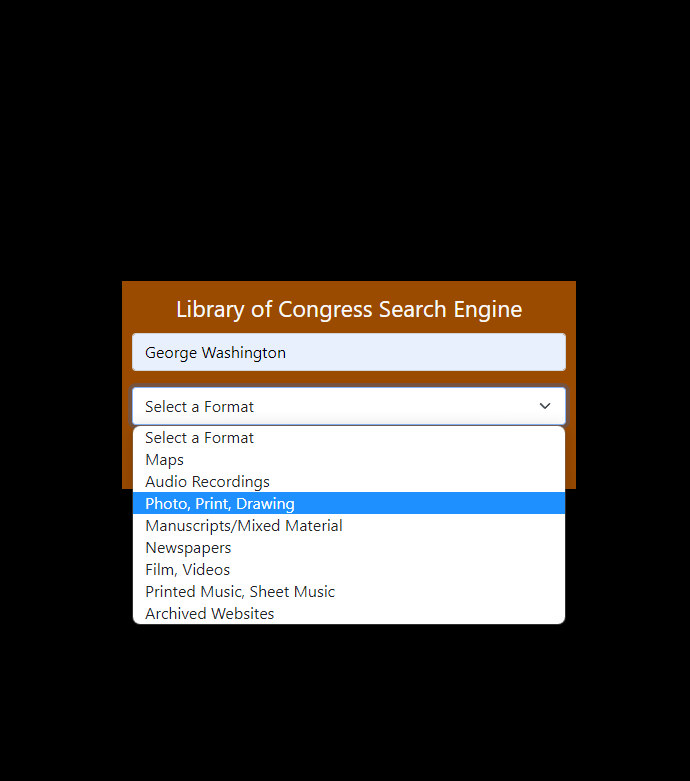 Library of Congress Search Engine
George Washington
Select a Format
Select a Format
Maps
Audio Recordings
Photo, Print, Drawing
Manuscripts/Mixed Material
Newspapers
Film, Videos
Printed Music, Sheet Music
Archived Websites